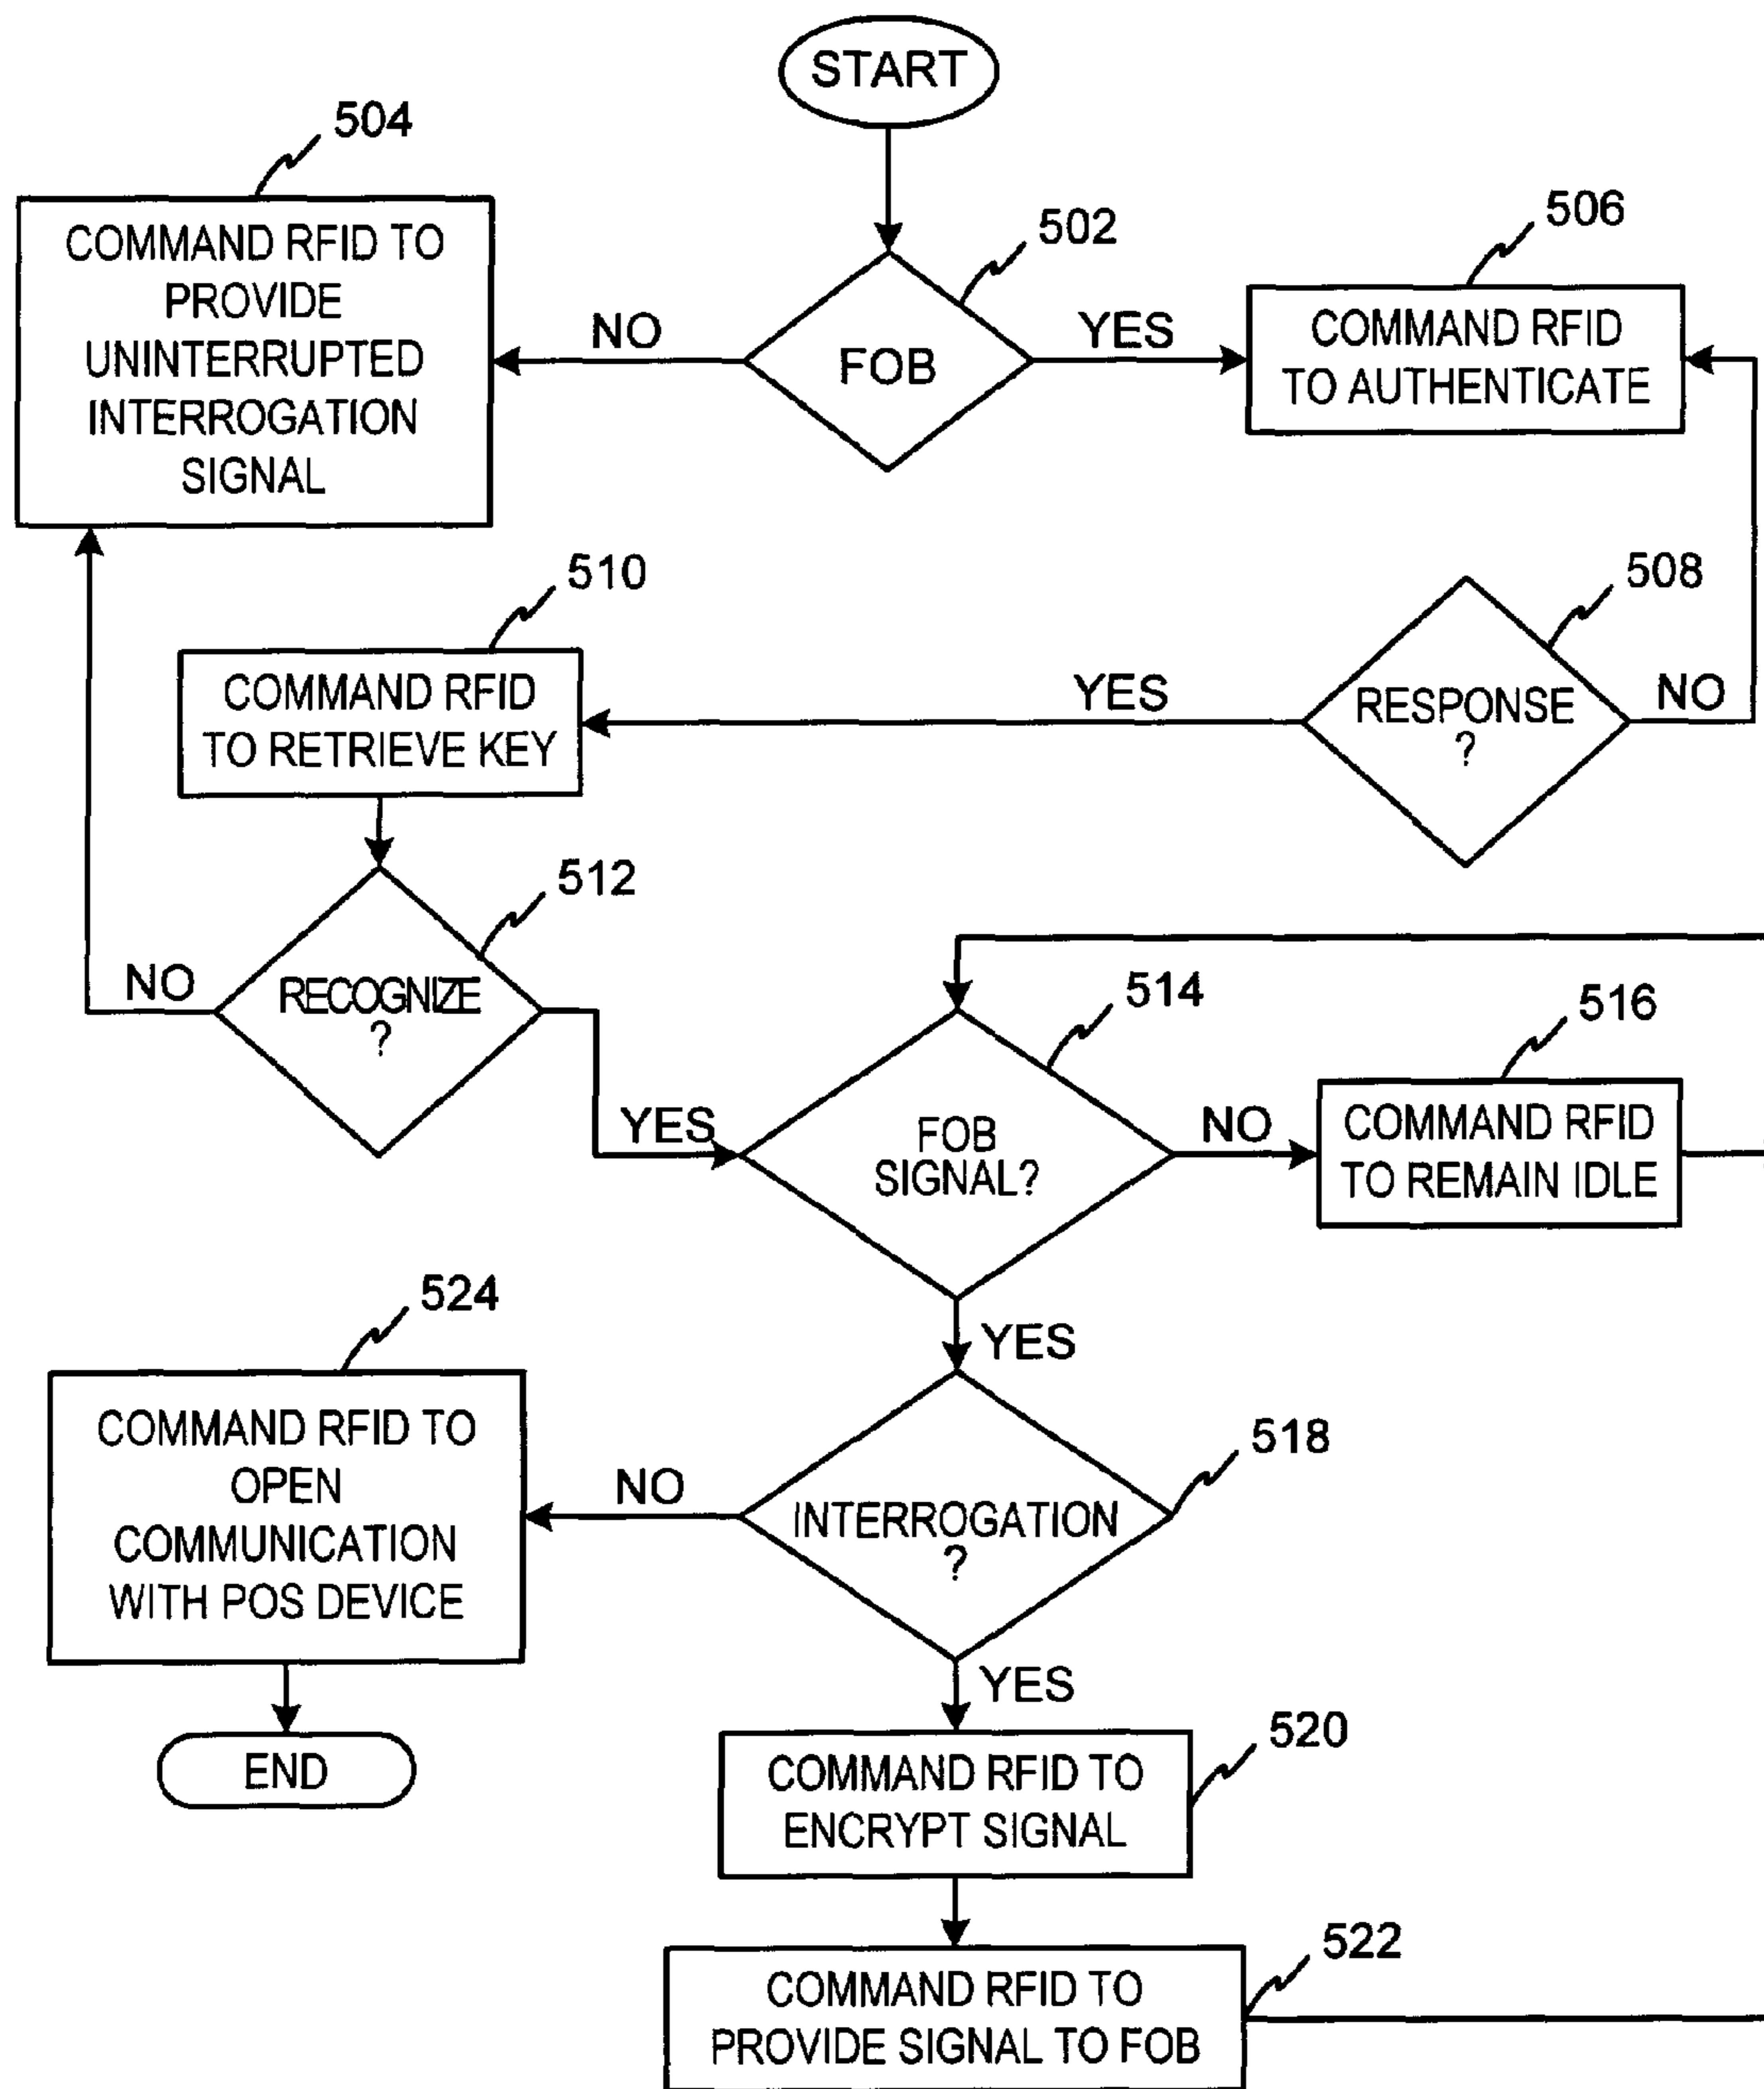 START
504
COMMAND RFID TO
PROVIDE
UNINTERRUPTED
INTERROGATION
SIGNAL
NO
502
FOB
YES
506
COMMAND RFID
TO AUTHENTICATE
508
RESPONSE
?
NO
YES
510
COMMAND RFID
TO RETRIEVE KEY
512
RECOGNIZE
?
NO
YES
514
FOB
SIGNAL?
NO
516
COMMAND RFID
TO REMAIN IDLE
YES
518
INTERROGATION
?
NO
524
COMMAND RFID TO
OPEN
COMMUNICATION
WITH POS DEVICE
END
YES
520
COMMAND RFID TO
ENCRYPT SIGNAL
522
COMMAND RFID TO
PROVIDE SIGNAL TO FOB